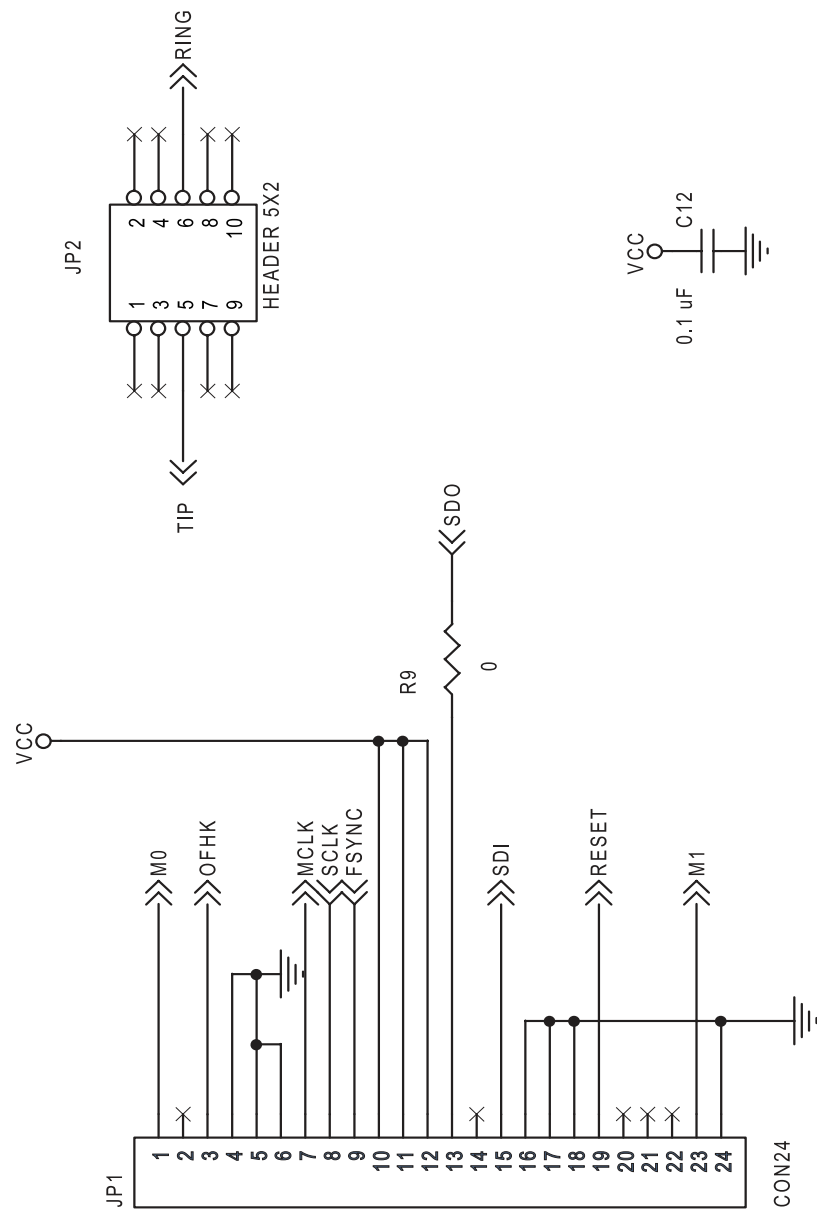 JP2
HEADER 5X2
1
3
5
7
9
2
4
6
8
10
TIP
RING
VCC
C12
0.1 uF
VCC
R9
0
SDO
M0
OFHK
MCLK
SCLK
FSYNC
SDI
RESET
M1
JP1
1
2
3
4
5
6
7
8
9
10
11
12
13
14
15
16
17
18
19
20
21
22
23
24
CON24